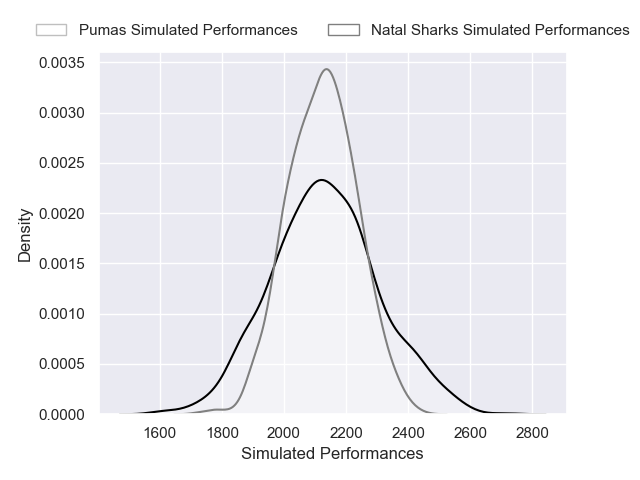 Pumas Simulated Performances Natal Sharks Simulated Performances
0.0035
0.0030
0.0025
0.0020
0.0015
0.0010
0.0005
0.0000
Density
1600 1800 2000 2200 2400 2600 2800
Simulated Performances